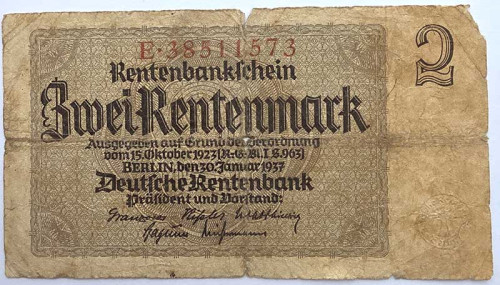 E·38511573
2
Rentenbankschein
Zwei Rentenmark
Ausgegeben auf Grund der Verordnung
vom 15. Oktober 1923 (R-G-Bl. I S. 963)
BERLIN, den 30. Januar 1937
Deutsche Rentenbank
Präsident und Vorstand: